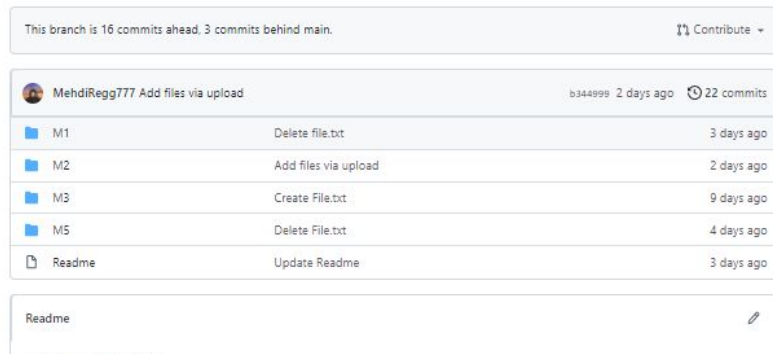 This branch is 16 commits ahead, 3 commits behind main.
Contribute
MehdiRegg777 Add files via upload
b344999 2 days ago
22 commits
M1 Delete file.txt 3 days ago
M2 Add files via upload 2 days ago
M3 Create File.txt 9 days ago
M5 Delete File.txt 4 days ago
Readme Update Readme 3 days ago
Readme